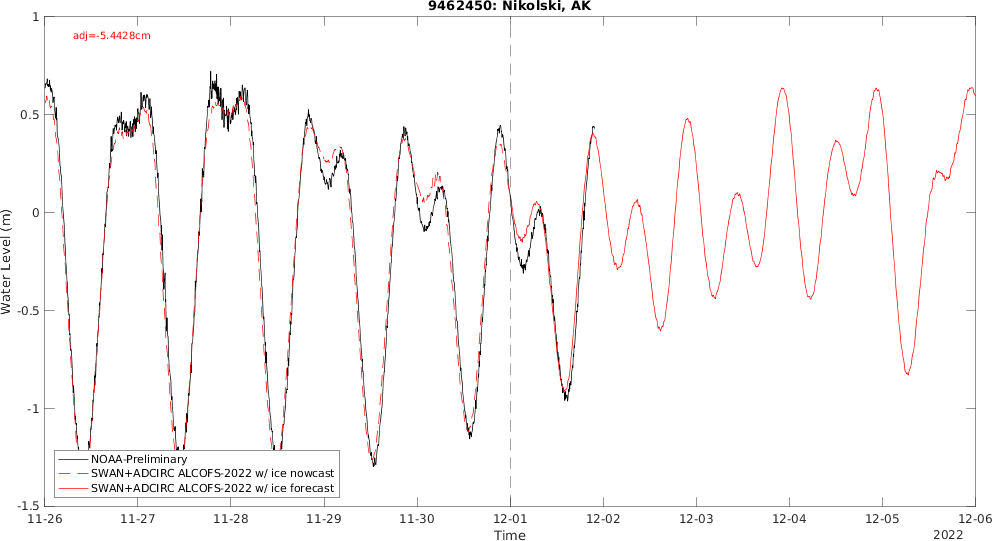 9462450: Nikolski, AK
adj=-5.4428cm
Water Level (m)
1
0.5
0
-0.5
-1
-1.5
NOAA-Preliminary
SWAN+ADCIRC ALCOFS-2022 w/ ice nowcast
SWAN+ADCIRC ALCOFS-2022 w/ ice forecast
11-26 11-27 11-28 11-29 11-30 12-01 12-02 12-03 12-04 12-05 12-06
Time
2022